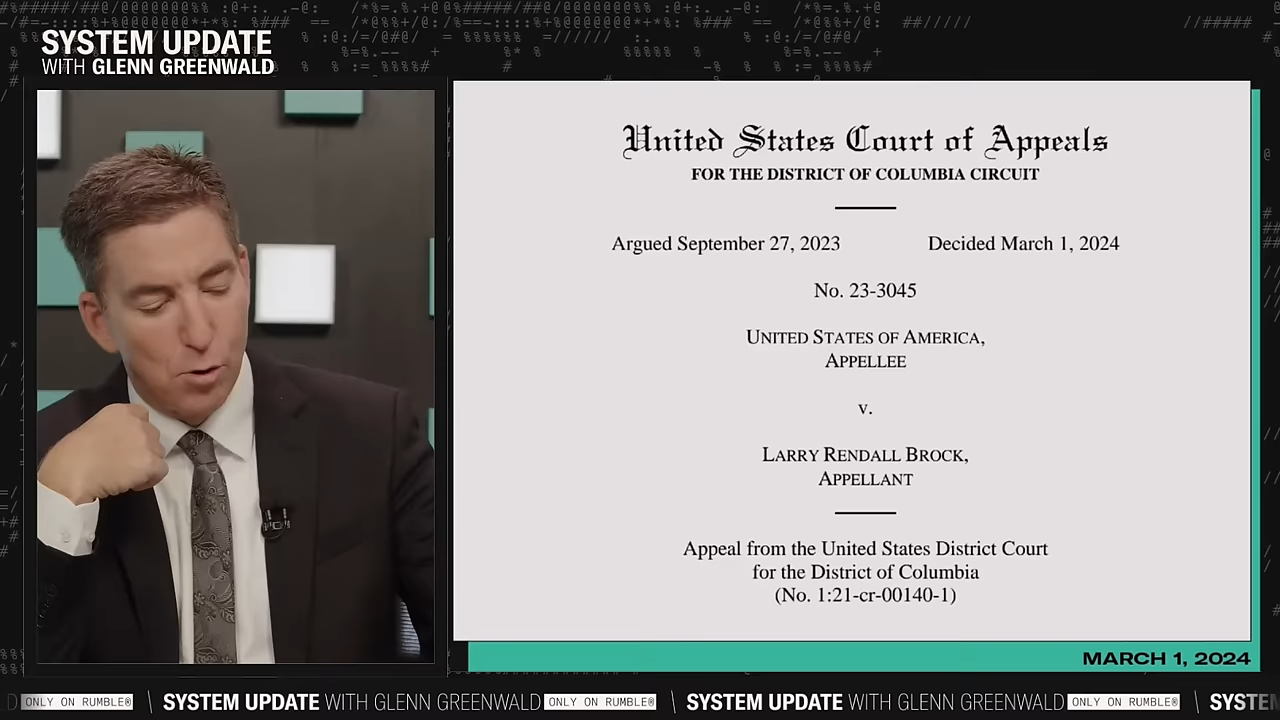 SYSTEM UPDATE
WITH GLENN GREENWALD
United States Court of Appeals
FOR THE DISTRICT OF COLUMBIA CIRCUIT
Argued September 27, 2023 Decided March 1, 2024
No. 23-3045
UNITED STATES OF AMERICA,
APPELLEE
v.
LARRY RENDALL BROCK,
APPELLANT
Appeal from the United States District Court
for the District of Columbia
(No. 1:21-cr-00140-1)
MARCH 1, 2024
ONLY ON RUMBLE® SYSTEM UPDATE WITH GLENN GREENWALD ONLY ON RUMBLE® SYSTEM UPDATE WITH GLENN GREENWALD ONLY ON RUMBLE®